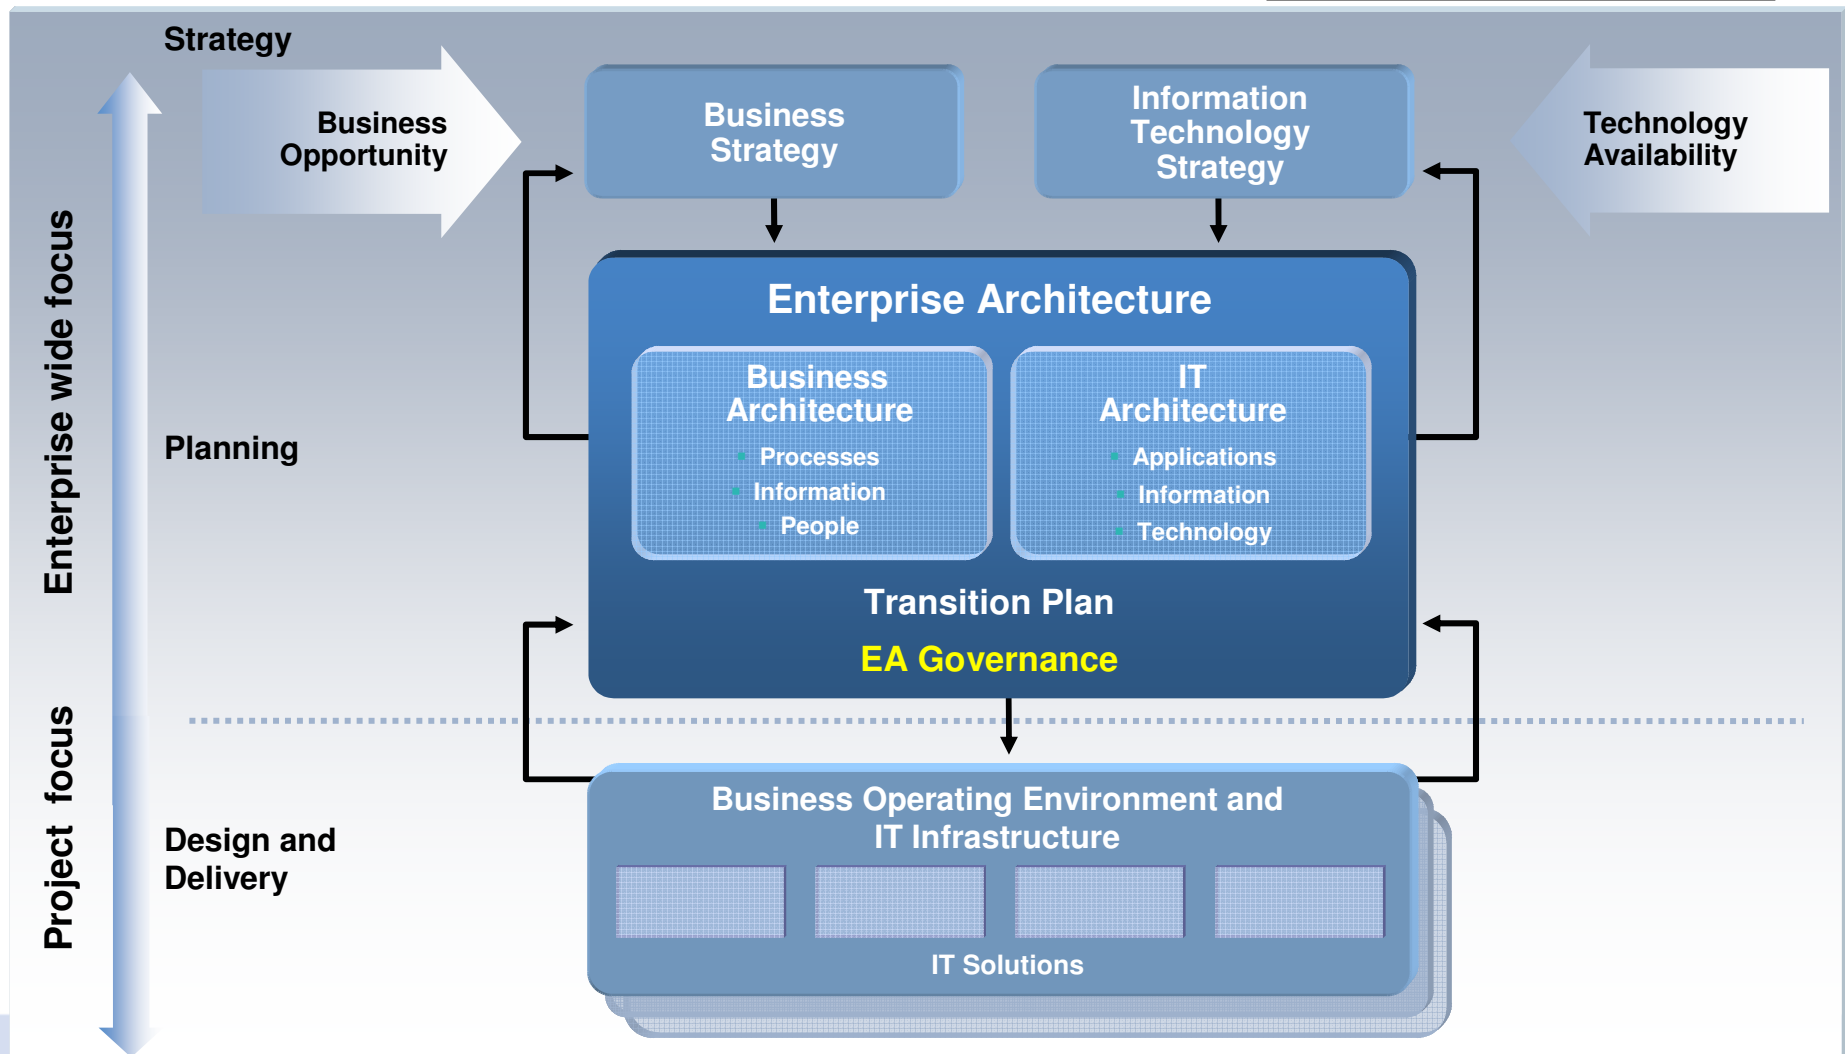 Strategy
Business
Opportunity
Business
Strategy
Information
Technology
Strategy
Technology
Availability
Enterprise wide focus
Planning
Enterprise Architecture
Business
Architecture
Processes
Information
People
IT
Architecture
Applications
Information
Technology
Transition Plan
EA Governance
Project focus
Design and
Delivery
Business Operating Environment and
IT Infrastructure
IT Solutions